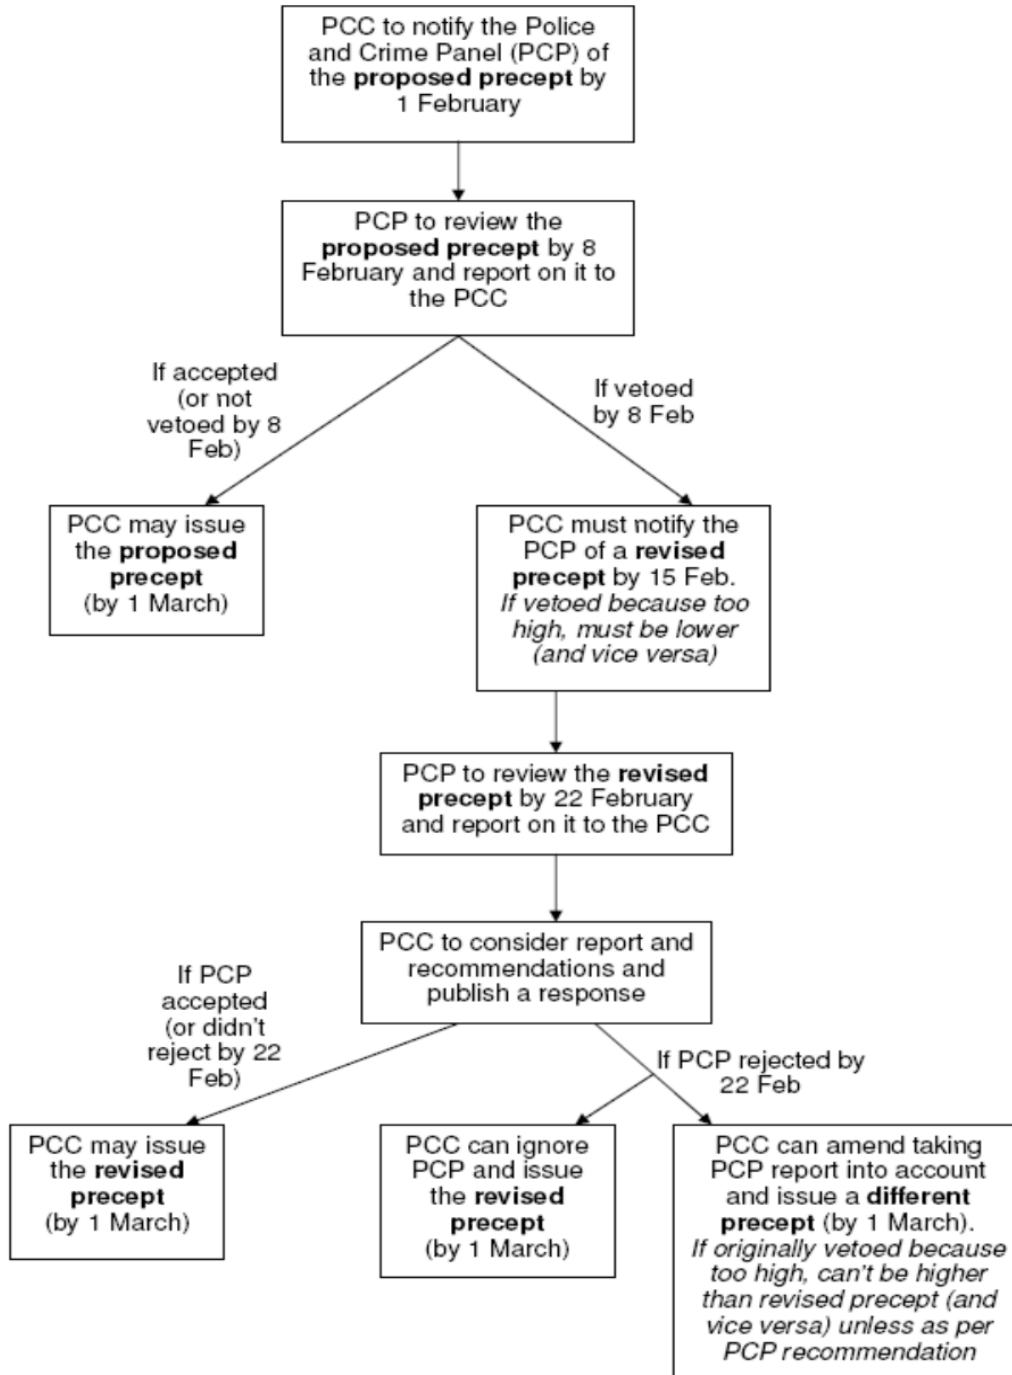 PCC to notify the Police
and Crime Panel (PCP) of
the proposed precept by
1 February
PCP to review the
proposed precept by 8
February and report on it to
the PCC
If accepted
(or not
vetoed by 8
Feb)
If vetoed
by 8 Feb
PCC may issue
the proposed
precept
(by 1 March)
PCC must notify the
PCP of a revised
precept by 15 Feb.
If vetoed because too
high, must be lower
(and vice versa)
PCP to review the revised
precept by 22 February
and report on it to the PCC
PCC to consider report and
recommendations and
publish a response
If PCP
accepted
(or didn't
reject by 22
Feb)
If PCP rejected by
22 Feb
PCC may issue
the revised
precept
(by 1 March)
PCC can ignore
PCP and issue
the revised
precept
(by 1 March)
PCC can amend taking
PCP report into account
and issue a different
precept (by 1 March).
If originally vetoed because
too high, can't be higher
than revised precept (and
vice versa) unless as per
PCP recommendation